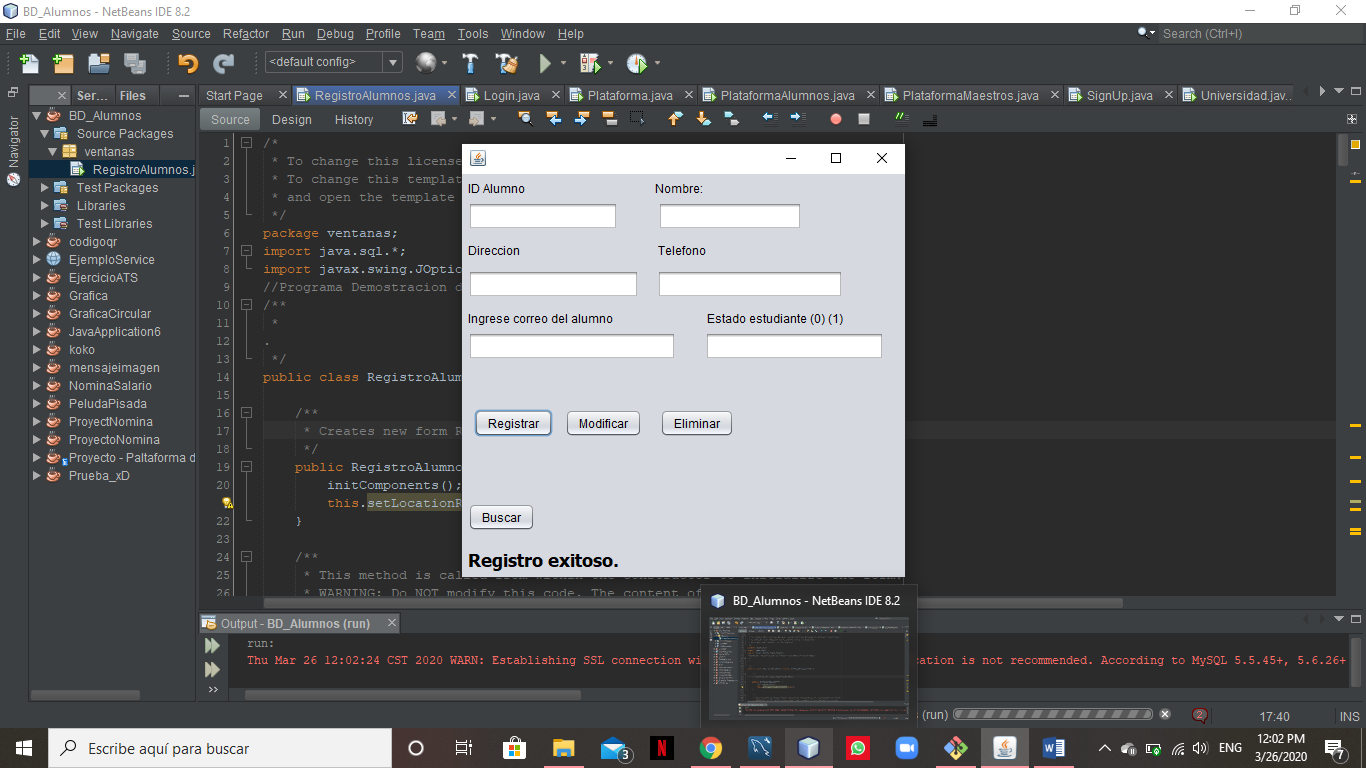 BD_Alumnos - NetBeans IDE 8.2
File Edit View Navigate Source Refactor Run Debug Profile Team Tools Window Help
Search (Ctrl+I)
<default config>
Ser... Files
Start Page RegistroAlumnos.java Login.java Plataforma.java PlataformaAlumnos.java PlataformaMaestros.java SignUp.java Universidad.jav..
Navigator
BD_Alumnos
Source Packages
ventanas
RegistroAlumnos.j
Test Packages
Libraries
Test Libraries
codigoqr
EjemploService
EjercicioATS
Grafica
GraficaCircular
JavaApplication6
koko
mensajeimagen
NominaSalario
PeludaPisada
ProyectNomina
ProyectoNomina
Proyecto - Paltaforma d
Prueba_xD
Source Design History
1 /*
2 * To change this license
3 * To change this templat
4 * and open the template
5 */
6 package ventanas;
7 import java.sql.*;
8 import javax.swing.JOptio
9 //Programa Demostracion d
10 /**
11 *
12 .
13 */
14 public class RegistroAlum
15
16 /**
17 * Creates new form R
18 */
19 public RegistroAlumno
20 initComponents();
21 this.setLocationR
22 }
23
24 /**
25 * This method is called from within the constructor to initialize the form.
26 * WARNING: Do NOT modify this code. The content of
ID Alumno Nombre:
Direccion Telefono
Ingrese correo del alumno Estado estudiante (0) (1)
Registrar Modificar Eliminar
Buscar
Registro exitoso.
BD_Alumnos - NetBeans IDE 8.2
Output - BD_Alumnos (run)
run:
Thu Mar 26 12:02:24 CST 2020 WARN: Establishing SSL connection wi
cation is not recommended. According to MySQL 5.5.45+, 5.6.26+
(run) 2 17:40 INS
Escribe aquí para buscar
3
ENG
12:02 PM
3/26/2020
7